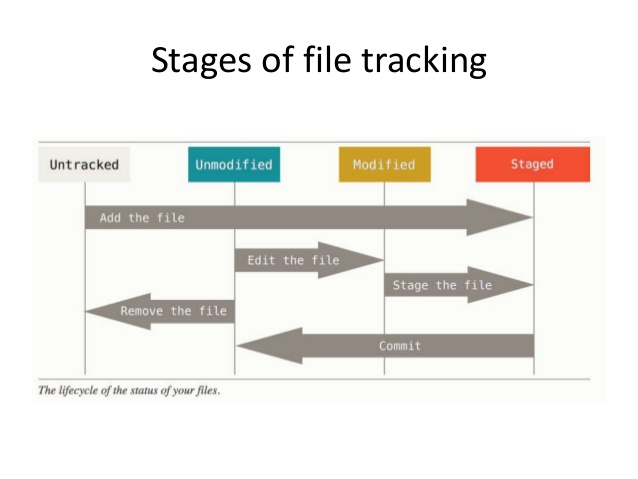 Stages of file tracking
Untracked
Unmodified
Modified
Staged
Add the file
Edit the file
Stage the file
Remove the file
Commit
The lifecycle of the status of your files.